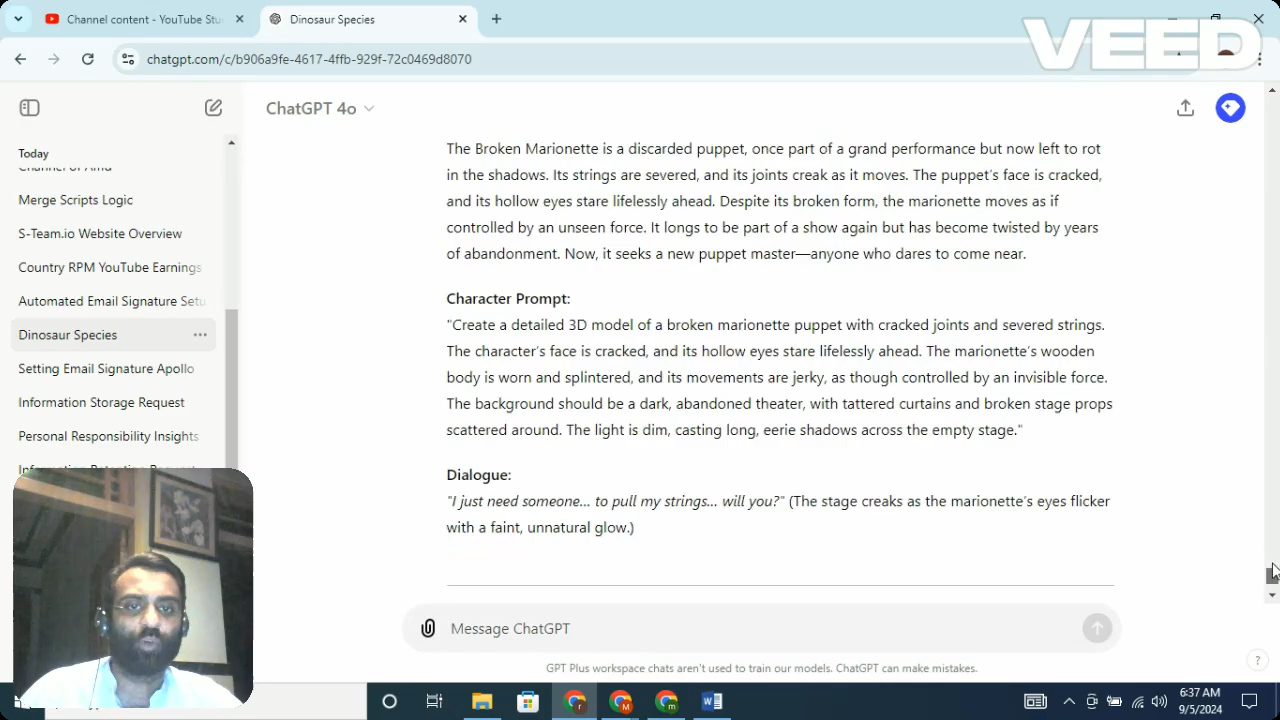 Channel content - YouTube Stu
Dinosaur Species
VEED
chatgpt.com/c/b906a9fe-4617-4ffb-929f-72c0469d8070
ChatGPT 4o
Today
Merge Scripts Logic
S-Team.io Website Overview
Country RPM YouTube Earnings
Automated Email Signature Setu
Dinosaur Species
Setting Email Signature Apollo
Information Storage Request
Personal Responsibility Insights
The Broken Marionette is a discarded puppet, once part of a grand performance but now left to rot
in the shadows. Its strings are severed, and its joints creak as it moves. The puppet's face is cracked,
and its hollow eyes stare lifelessly ahead. Despite its broken form, the marionette moves as if
controlled by an unseen force. It longs to be part of a show again but has become twisted by years
of abandonment. Now, it seeks a new puppet master—anyone who dares to come near.
Character Prompt:
"Create a detailed 3D model of a broken marionette puppet with cracked joints and severed strings.
The character's face is cracked, and its hollow eyes stare lifelessly ahead. The marionette's wooden
body is worn and splintered, and its movements are jerky, as though controlled by an invisible force.
The background should be a dark, abandoned theater, with tattered curtains and broken stage props
scattered around. The light is dim, casting long, eerie shadows across the empty stage."
Dialogue:
"I just need someone... to pull my strings... will you?" (The stage creaks as the marionette's eyes flicker
with a faint, unnatural glow.)
Message ChatGPT
GPT Plus workspace chats aren't used to train our models. ChatGPT can make mistakes.
?
6:37 AM
9/5/2024